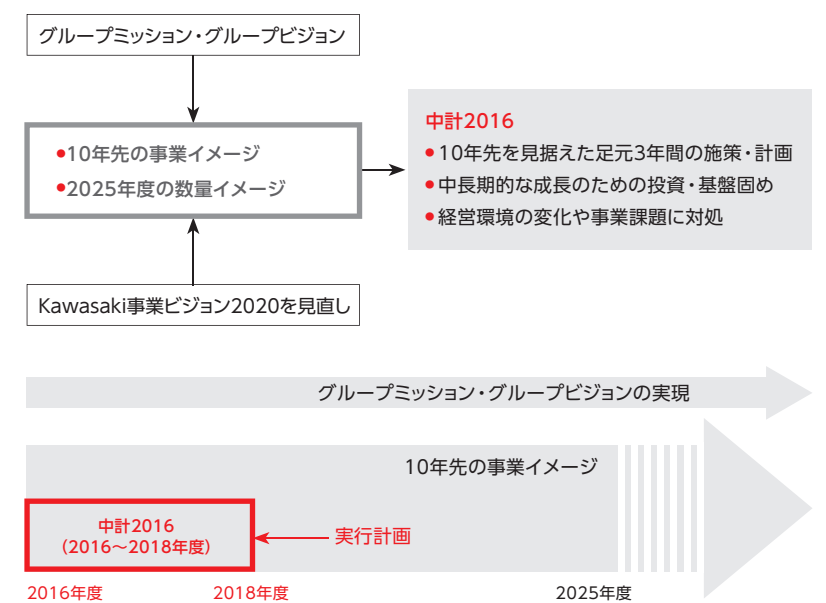 グループミッション・グループビジョン
●10年先の事業イメージ
●2025年度の数量イメージ
Kawasaki事業ビジョン2020を見直し
中計2016
●10年先を見据えた足元3年間の施策・計画
●中長期的な成長のための投資・基盤固め
●経営環境の変化や事業課題に対処
グループミッション・グループビジョンの実現
10年先の事業イメージ
中計2016
（2016～2018年度）
実行計画
2016年度
2018年度
2025年度